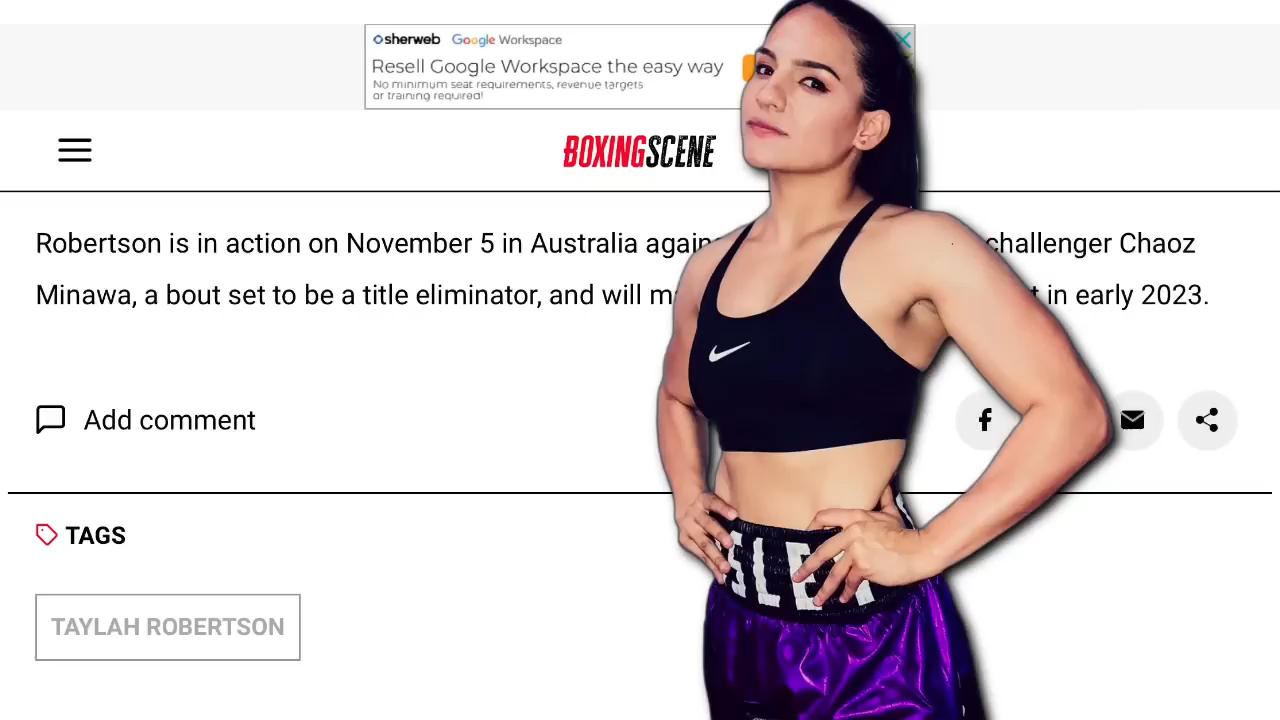 sherweb Google Workspace
Resell Google Workspace the easy way
No minimum seat requirements, revenue targets
or training required!
BOXINGSCENE
Robertson is in action on November 5 in Australia challenger Chaoz
Minawa, a bout set to be a title eliminator, and will in early 2023.
Add comment
TAGS
TAYLAH ROBERTSON